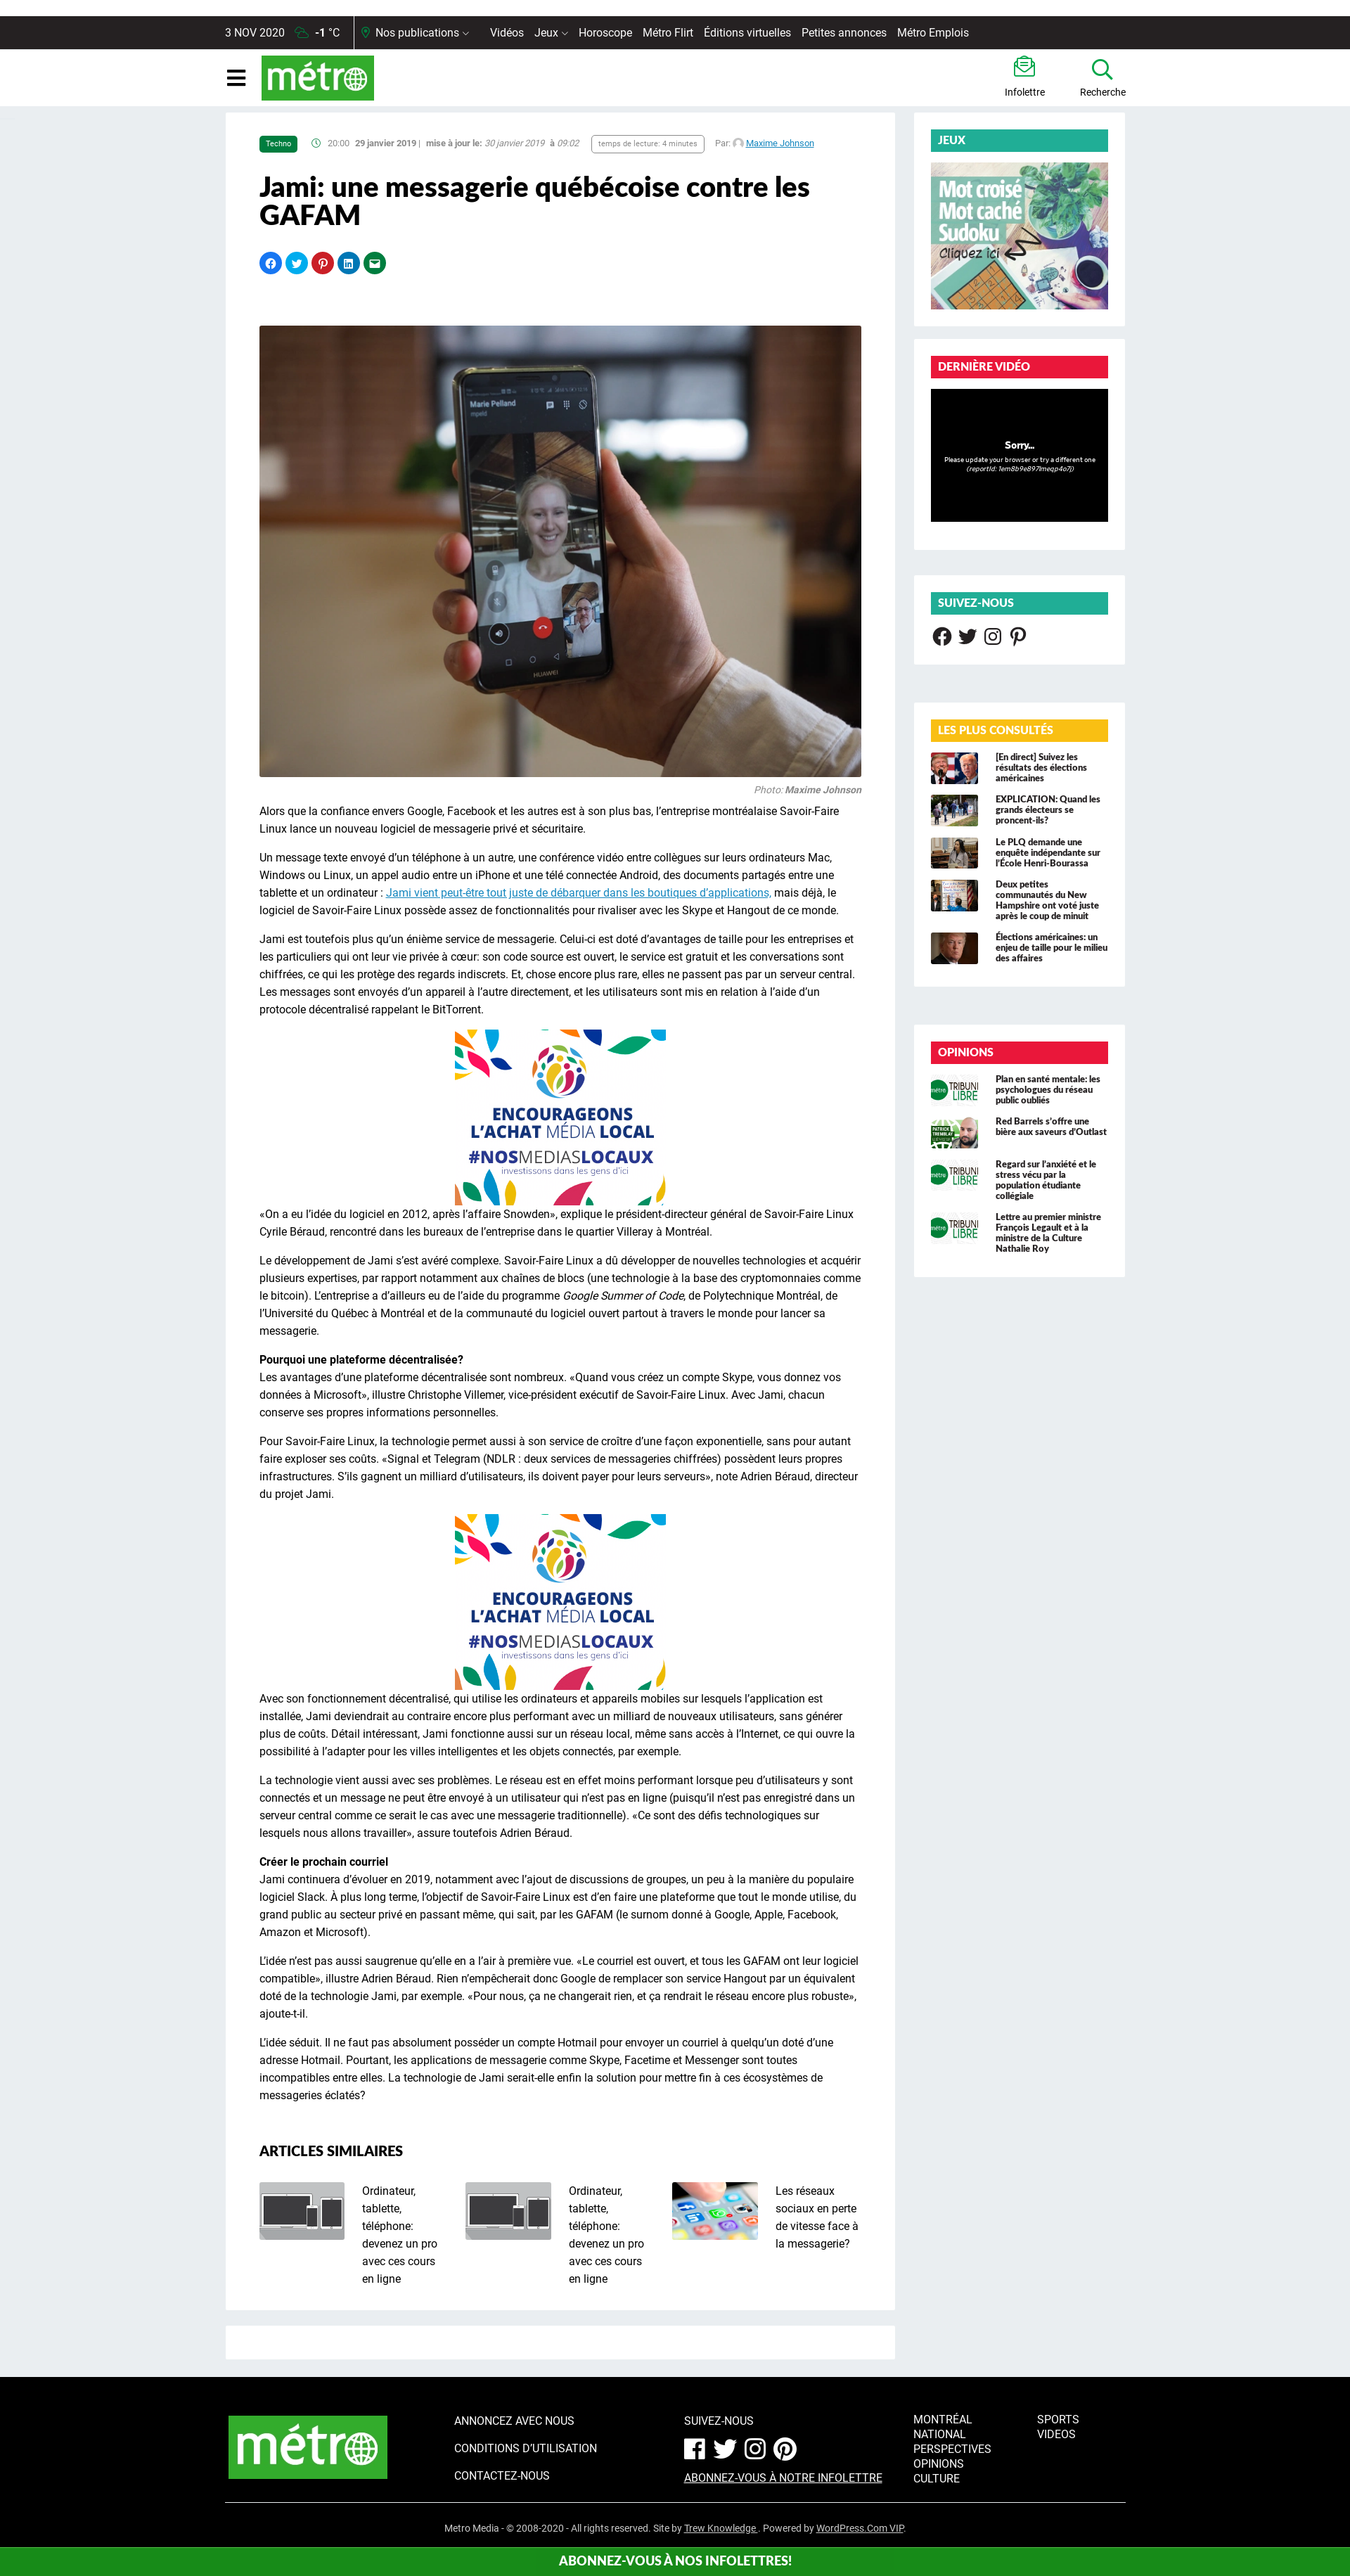 3 NOV 2020 -1 °C Nos publications Vidéos Jeux Horoscope Métro Flirt Éditions virtuelles Petites annonces Métro Emplois
métro
Infolettre
Recherche
Techno 20:00 29 janvier 2019 | mise à jour le: 30 janvier 2019 à 09:02 temps de lecture: 4 minutes Par: Maxime Johnson
Jami: une messagerie québécoise contre les
GAFAM
Marie Pelland
HUAWEI
Photo: Maxime Johnson
Alors que la confiance envers Google, Facebook et les autres est à son plus bas, l’entreprise montréalaise Savoir-Faire
Linux lance un nouveau logiciel de messagerie privé et sécuritaire.
Un message texte envoyé d’un téléphone à un autre, une conférence vidéo entre collègues sur leurs ordinateurs Mac,
Windows ou Linux, un appel audio entre un iPhone et une télé connectée Android, des documents partagés entre une
tablette et un ordinateur : Jami vient peut-être tout juste de débarquer dans les boutiques d’applications, mais déjà, le
logiciel de Savoir-Faire Linux possède assez de fonctionnalités pour rivaliser avec les Skype et Hangout de ce monde.
Jami est toutefois plus qu’un énième service de messagerie. Celui-ci est doté d’avantages de taille pour les entreprises et
les particuliers qui ont leur vie privée à cœur: son code source est ouvert, le service est gratuit et les conversations sont
chiffrées, ce qui les protège des regards indiscrets. Et, chose encore plus rare, elles ne passent pas par un serveur central.
Les messages sont envoyés d’un appareil à l’autre directement, et les utilisateurs sont mis en relation à l’aide d’un
protocole décentralisé rappelant le BitTorrent.
ENCOURAGEONS
L’ACHAT MÉDIA LOCAL
#NOSMEDIASLOCAUX
investissons dans les gens d’ici
«On a eu l’idée du logiciel en 2012, après l’affaire Snowden», explique le président-directeur général de Savoir-Faire Linux
Cyrile Béraud, rencontré dans les bureaux de l’entreprise dans le quartier Villeray à Montréal.
Le développement de Jami s’est avéré complexe. Savoir-Faire Linux a dû développer de nouvelles technologies et acquérir
plusieurs expertises, par rapport notamment aux chaînes de blocs (une technologie à la base des cryptomonnaies comme
le bitcoin). L’entreprise a d’ailleurs eu de l’aide du programme Google Summer of Code, de Polytechnique Montréal, de
l’Université du Québec à Montréal et de la communauté du logiciel ouvert partout à travers le monde pour lancer sa
messagerie.
Pourquoi une plateforme décentralisée?
Les avantages d’une plateforme décentralisée sont nombreux. «Quand vous créez un compte Skype, vous donnez vos
données à Microsoft», illustre Christophe Villemer, vice-président exécutif de Savoir-Faire Linux. Avec Jami, chacun
conserve ses propres informations personnelles.
Pour Savoir-Faire Linux, la technologie permet aussi à son service de croître d’une façon exponentielle, sans pour autant
faire exploser ses coûts. «Signal et Telegram (NDLR : deux services de messageries chiffrées) possèdent leurs propres
infrastructures. S’ils gagnent un milliard d’utilisateurs, ils doivent payer pour leurs serveurs», note Adrien Béraud, directeur
du projet Jami.
ENCOURAGEONS
L’ACHAT MÉDIA LOCAL
#NOSMEDIASLOCAUX
investissons dans les gens d’ici
Avec son fonctionnement décentralisé, qui utilise les ordinateurs et appareils mobiles sur lesquels l’application est
installée, Jami deviendrait au contraire encore plus performant avec un milliard de nouveaux utilisateurs, sans générer
plus de coûts. Détail intéressant, Jami fonctionne aussi sur un réseau local, même sans accès à l’Internet, ce qui ouvre la
possibilité à l’adapter pour les villes intelligentes et les objets connectés, par exemple.
La technologie vient aussi avec ses problèmes. Le réseau est en effet moins performant lorsque peu d’utilisateurs y sont
connectés et un message ne peut être envoyé à un utilisateur qui n’est pas en ligne (puisqu’il n’est pas enregistré dans un
serveur central comme ce serait le cas avec une messagerie traditionnelle). «Ce sont des défis technologiques sur
lesquels nous allons travailler», assure toutefois Adrien Béraud.
Créer le prochain courriel
Jami continuera d’évoluer en 2019, notamment avec l’ajout de discussions de groupes, un peu à la manière du populaire
logiciel Slack. À plus long terme, l’objectif de Savoir-Faire Linux est d’en faire une plateforme que tout le monde utilise, du
grand public au secteur privé en passant même, qui sait, par les GAFAM (le surnom donné à Google, Apple, Facebook,
Amazon et Microsoft).
L’idée n’est pas aussi saugrenue qu’elle en a l’air à première vue. «Le courriel est ouvert, et tous les GAFAM ont leur logiciel
compatible», illustre Adrien Béraud. Rien n’empêcherait donc Google de remplacer son service Hangout par un équivalent
doté de la technologie Jami, par exemple. «Pour nous, ça ne changerait rien, et ça rendrait le réseau encore plus robuste»,
ajoute-t-il.
L’idée séduit. Il ne faut pas absolument posséder un compte Hotmail pour envoyer un courriel à quelqu’un doté d’une
adresse Hotmail. Pourtant, les applications de messagerie comme Skype, Facetime et Messenger sont toutes
incompatibles entre elles. La technologie de Jami serait-elle enfin la solution pour mettre fin à ces écosystèmes de
messageries éclatés?
ARTICLES SIMILAIRES
Ordinateur,
tablette,
téléphone:
devenez un pro
avec ces cours
en ligne
Ordinateur,
tablette,
téléphone:
devenez un pro
avec ces cours
en ligne
Les réseaux
sociaux en perte
de vitesse face à
la messagerie?
JEUX
Mot croisé
Mot caché
Sudoku
Cliquez ici
DERNIÈRE VIDÉO
Sorry...
Please update your browser or try a different one
(reportId: 1em8b9e897lmeqp4o7j)
SUIVEZ-NOUS
LES PLUS CONSULTÉS
[En direct] Suivez les
résultats des élections
américaines
EXPLICATION: Quand les
grands électeurs se
proncent-ils?
Le PLQ demande une
enquête indépendante sur
l’École Henri-Bourassa
Deux petites
communautés du New
Hampshire ont voté juste
après le coup de minuit
Élections américaines: un
enjeu de taille pour le milieu
des affaires
OPINIONS
métro TRIBUNE LIBRE
Plan en santé mentale: les
psychologues du réseau
public oubliés
PATRICK TREMBLAY
Red Barrels s’offre une
bière aux saveurs d’Outlast
métro TRIBUNE LIBRE
Regard sur l’anxiété et le
stress vécu par la
population étudiante
collégiale
métro TRIBUNE LIBRE
Lettre au premier ministre
François Legault et à la
ministre de la Culture
Nathalie Roy
métro
ANNONCEZ AVEC NOUS
CONDITIONS D’UTILISATION
CONTACTEZ-NOUS
SUIVEZ-NOUS
ABONNEZ-VOUS À NOTRE INFOLETTRE
MONTRÉAL
NATIONAL
PERSPECTIVES
OPINIONS
CULTURE
SPORTS
VIDEOS
Metro Media - © 2008-2020 - All rights reserved. Site by Trew Knowledge . Powered by WordPress.Com VIP.
ABONNEZ-VOUS À NOS INFOLETTRES!